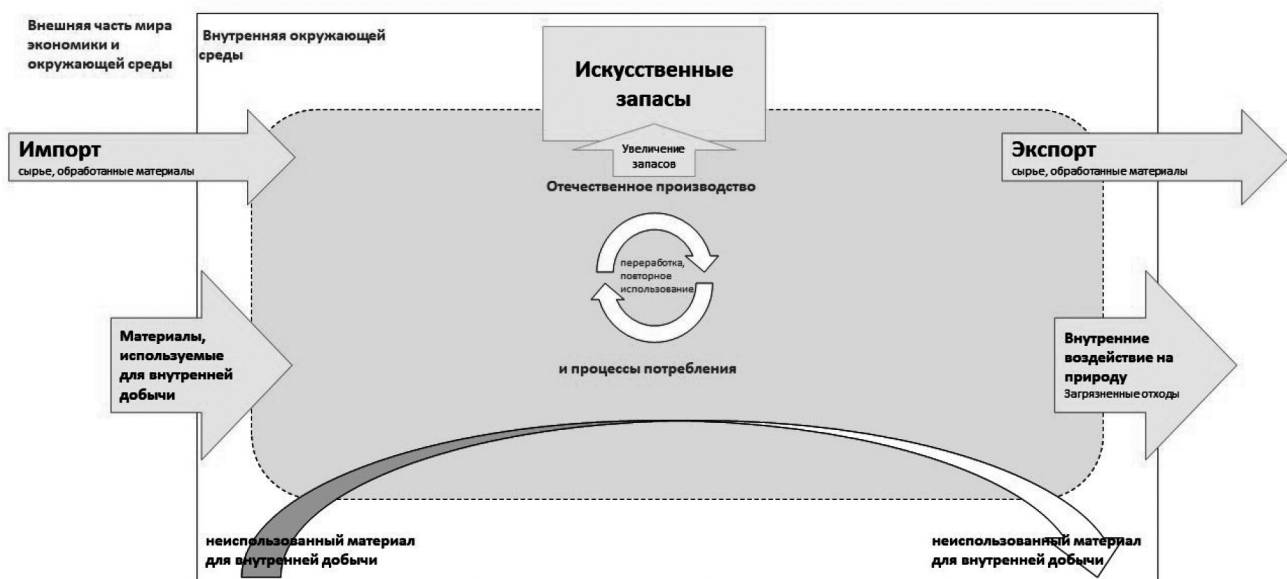 Внешняя часть мира
экономики и
окружающей среды
Внутренняя окружающей
среды
Искусственные
запасы
Увеличение
запасов
Импорт
сырье, обработанные материалы
Экспорт
сырье, обработанные материалы
Отечественное производство
переработка,
повторное
использование
и процессы потребления
Материалы,
используемые
для внутренней
добычи
Внутренние
воздействие на
природу
Загрязненные отходы
неиспользованный материал
для внутренней добычи
неиспользованный материал
для внутренней добычи